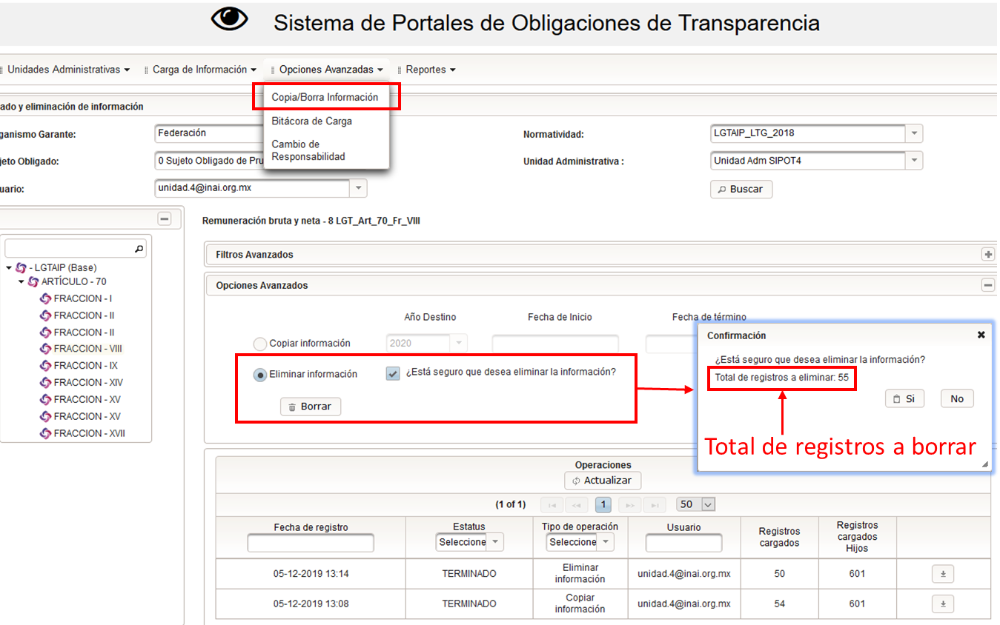 Sistema de Portales de Obligaciones de Transparencia
Unidades Administrativas
Carga de Información
Opciones Avanzadas
Reportes
Copia/Borra Información
Bitácora de Carga
Cambio de
Responsabilidad
ado y eliminación de información
ganismo Garante:
Federación
Normatividad:
LGTAIP_LTG_2018
jeto Obligado:
0 Sujeto Obligado de Pru
Unidad Administrativa :
Unidad Adm SIPOT4
uario:
unidad.4@inai.org.mx
Buscar
Remuneración bruta y neta - 8 LGT_Art_70_Fr_VIII
- LGTAIP (Base)
ARTÍCULO - 70
FRACCION - I
FRACCION - II
FRACCION - II
FRACCION - VIII
FRACCION - IX
FRACCION - XIV
FRACCION - XV
FRACCION - XV
FRACCION - XVII
Filtros Avanzados
Opciones Avanzados
Año Destino
Fecha de Inicio
Fecha de término
Copiar información
2020
Eliminar información
¿Está seguro que desea eliminar la información?
Borrar
Confirmación
¿Está seguro que desea eliminar la información?
Total de registros a eliminar: 55
Si
No
Total de registros a borrar
Operaciones
Actualizar
(1 of 1)
1
50
Fecha de registro
Estatus
Seleccione
Tipo de operación
Seleccione
Usuario
Registros
cargados
Registros
cargados
Hijos
05-12-2019 13:14
TERMINADO
Eliminar
información
unidad.4@inai.org.mx
50
601
05-12-2019 13:08
TERMINADO
Copiar
información
unidad.4@inai.org.mx
54
601